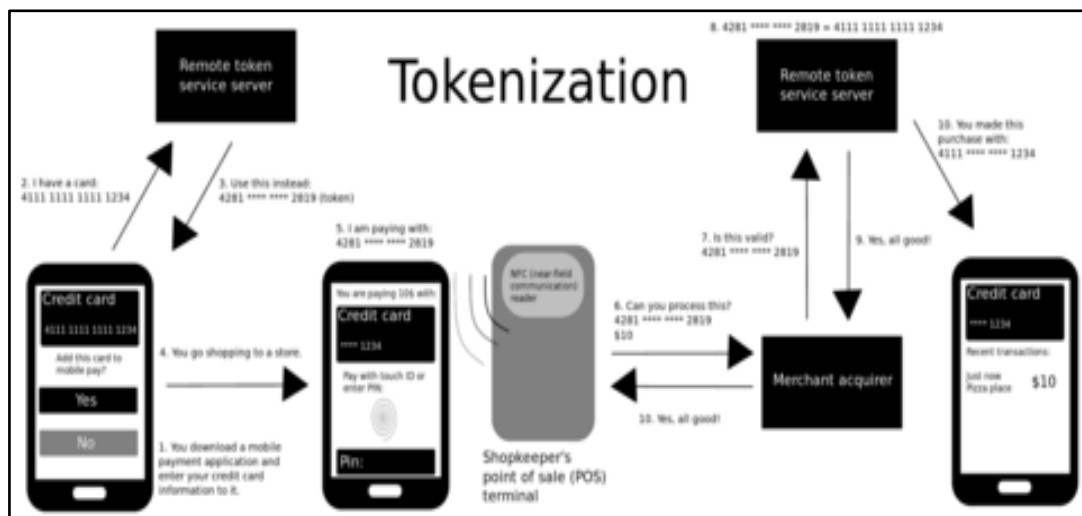 8. 4281 **** **** 2819 = 4111 1111 1111 1234
Remote token
service server
Tokenization
Remote token
service server
10. You made this
purchase with:
4111 **** **** 1234
2. I have a card:
4111 1111 1111 1234
3. Use this instead:
4281 **** **** 2819 (token)
5. I am paying with:
4281 **** **** 2819
7. Is this valid?
4281 **** **** 2819
9. Yes, all good!
Credit card
4111 1111 1111 1234
Add this card to
mobile pay?
Yes
No
4. You go shopping to a store.
1. You download a mobile
payment application and
enter your credit card
information to it.
You are paying 10$ with:
Credit card
**** 1234
Pay with touch ID or
enter PIN:
Pin:
NFC (near-field
communication)
reader
Shopkeeper's
point of sale (POS)
terminal
6. Can you process this?
4281 **** **** 2819
$10
10. Yes, all good!
Merchant acquirer
Credit card
**** 1234
Recent transactions:
Just now
Pizza place
$10